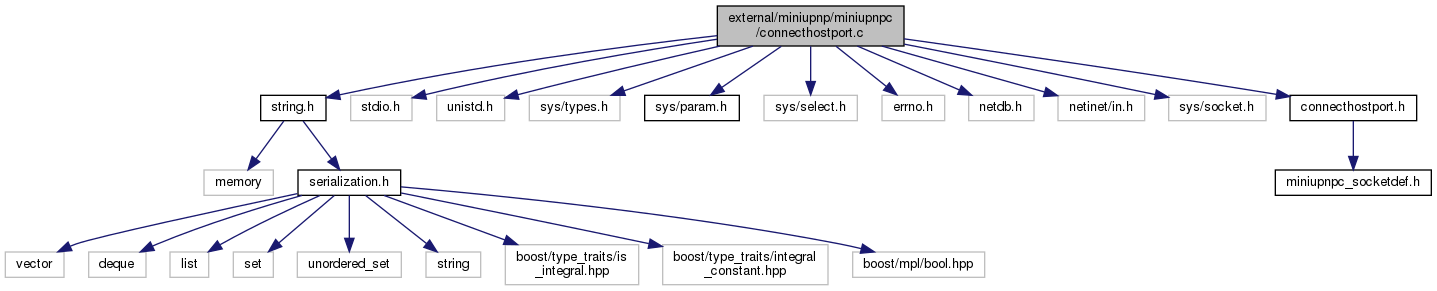 external/miniupnp/miniupnpc
/connecthostport.c
string.h
stdio.h
unistd.h
sys/types.h
sys/param.h
sys/select.h
errno.h
netdb.h
netinet/in.h
sys/socket.h
connecthostport.h
memory
serialization.h
miniupnpc_socketdef.h
vector
deque
list
set
unordered_set
string
boost/type_traits/is
_integral.hpp
boost/type_traits/integral
_constant.hpp
boost/mpl/bool.hpp